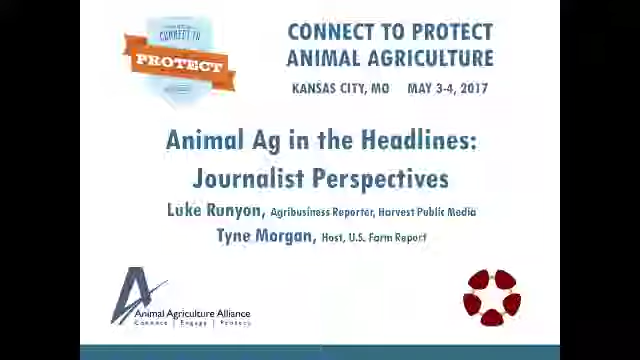 CONNECT TO
PROTECT
CONNECT TO PROTECT
ANIMAL AGRICULTURE
KANSAS CITY, MO MAY 3-4, 2017
Animal Ag in the Headlines:
Journalist Perspectives
Luke Runyon, Agribusiness Reporter, Harvest Public Media
Tyne Morgan, Host, U.S. Farm Report
Animal Agriculture Alliance
Connect | Engage | Protect